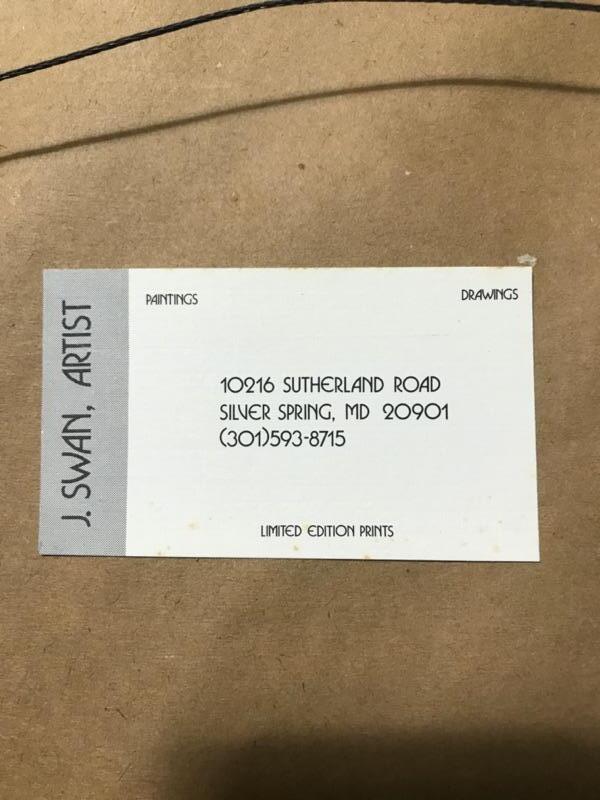 J. SWAN, ARTIST
PAINTINGS
DRAWINGS
10216 SUTHERLAND ROAD
SILVER SPRING, MD 20901
(301)593-8715
LIMITED EDITION PRINTS